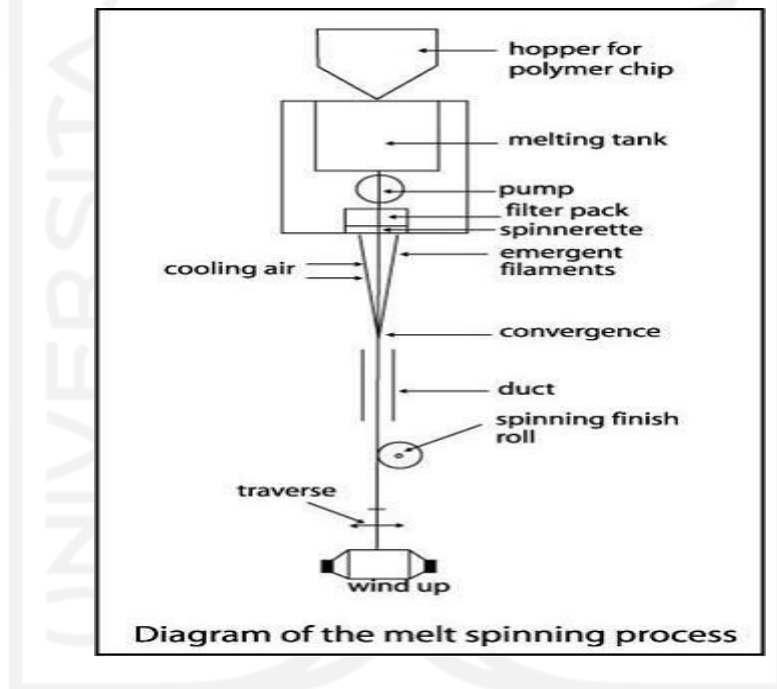 hopper for
polymer chip
melting tank
pump
filter pack
spinnerette
emergent
filaments
cooling air
convergence
duct
spinning finish
roll
traverse
wind up
Diagram of the melt spinning process
UNIVERSITA